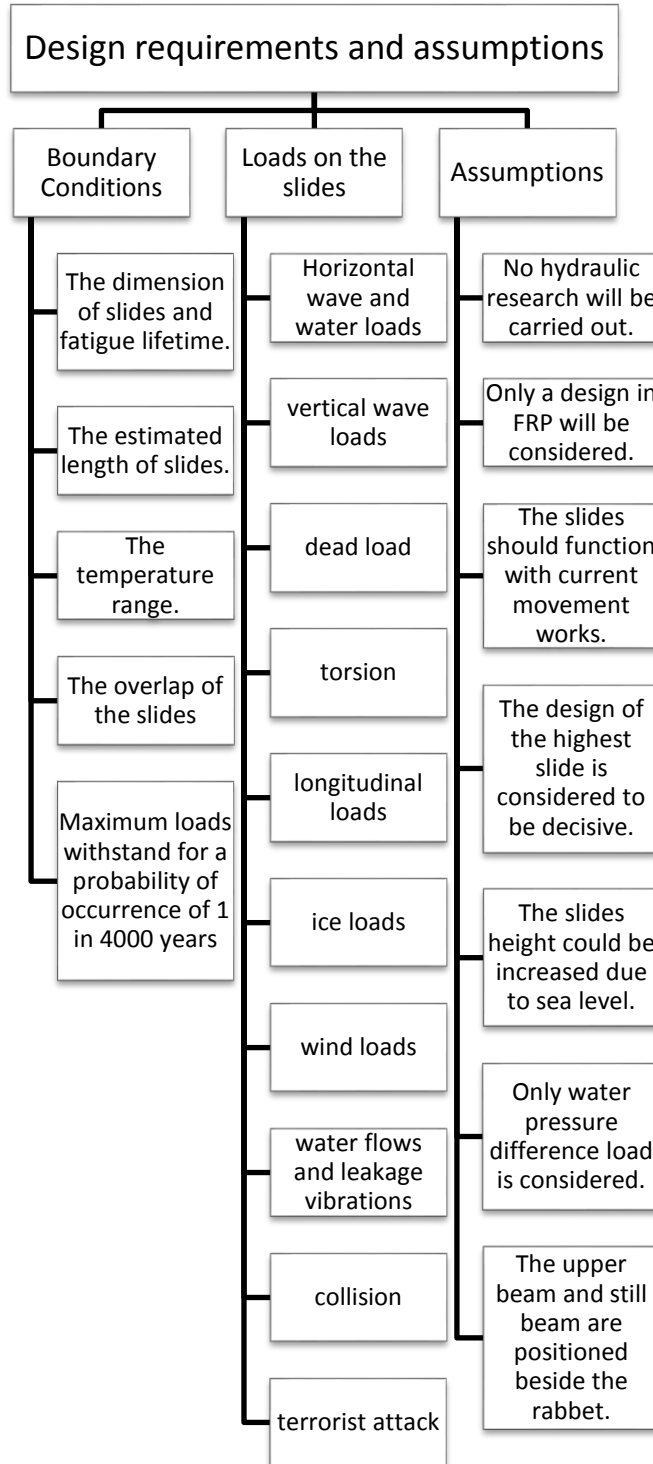 Design requirements and assumptions
Boundary
Conditions
The dimension
of slides and
fatigue lifetime.
The estimated
length of slides.
The
temperature
range.
The overlap of
the slides
Maximum loads
withstand for a
probability of
occurrence of 1
in 4000 years
Loads on the
slides
Horizontal
wave and
water loads
vertical wave
loads
dead load
torsion
longitudinal
loads
ice loads
wind loads
water flows
and leakage
vibrations
collision
terrorist attack
Assumptions
No hydraulic
research will be
carried out.
Only a design in
FRP will be
considered.
The slides
should function
with current
movement
works.
The design of
the highest
slide is
considered to
be decisive.
The slides
height could be
increased due
to sea level.
Only water
pressure
difference load
is considered.
The upper
beam and still
beam are
positioned
beside the
rabbet.